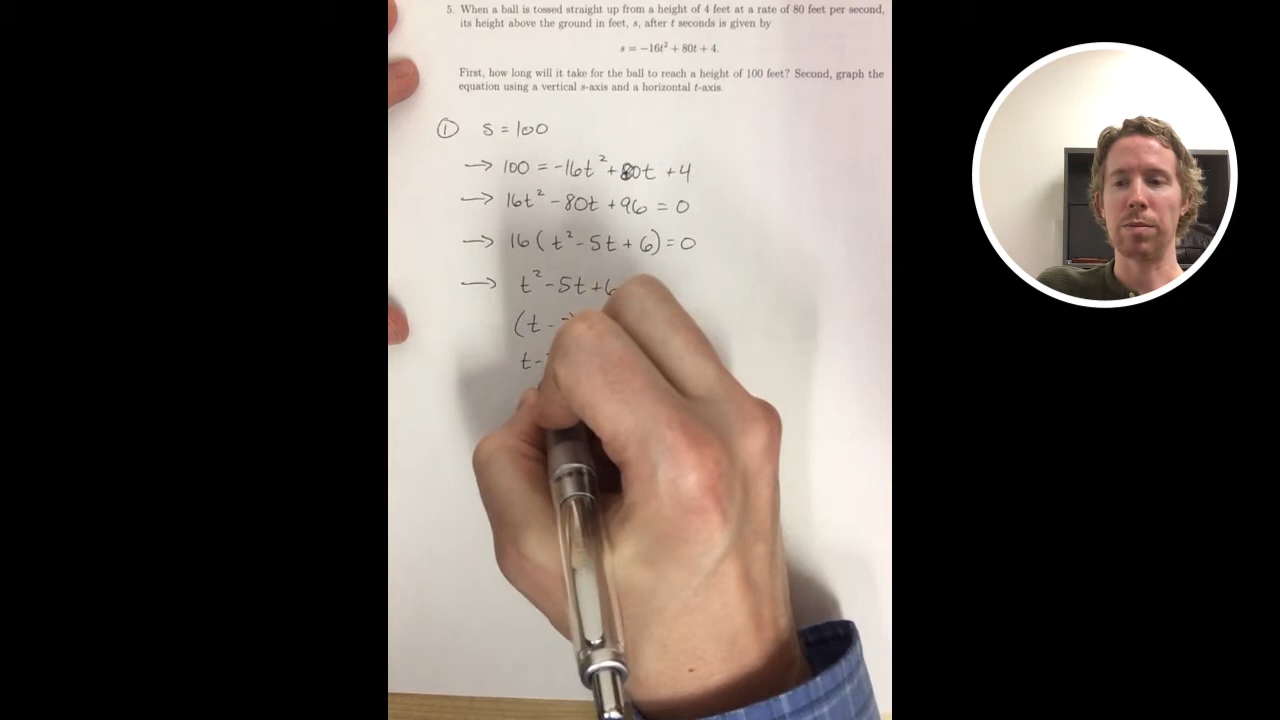 5. When a ball is tossed straight up from a height of 4 feet at a rate of 80 feet per second,
its height above the ground in feet, s, after t seconds is given by
s = −16t² + 80t + 4.
First, how long will it take for the ball to reach a height of 100 feet? Second, graph the
equation using a vertical s-axis and a horizontal t-axis.
① s = 100
→ 100 = -16t² + 80t + 4
→ 16t² - 80t + 96 = 0
→ 16(t² - 5t + 6) = 0
→ t² - 5t + 6
(t -
t -